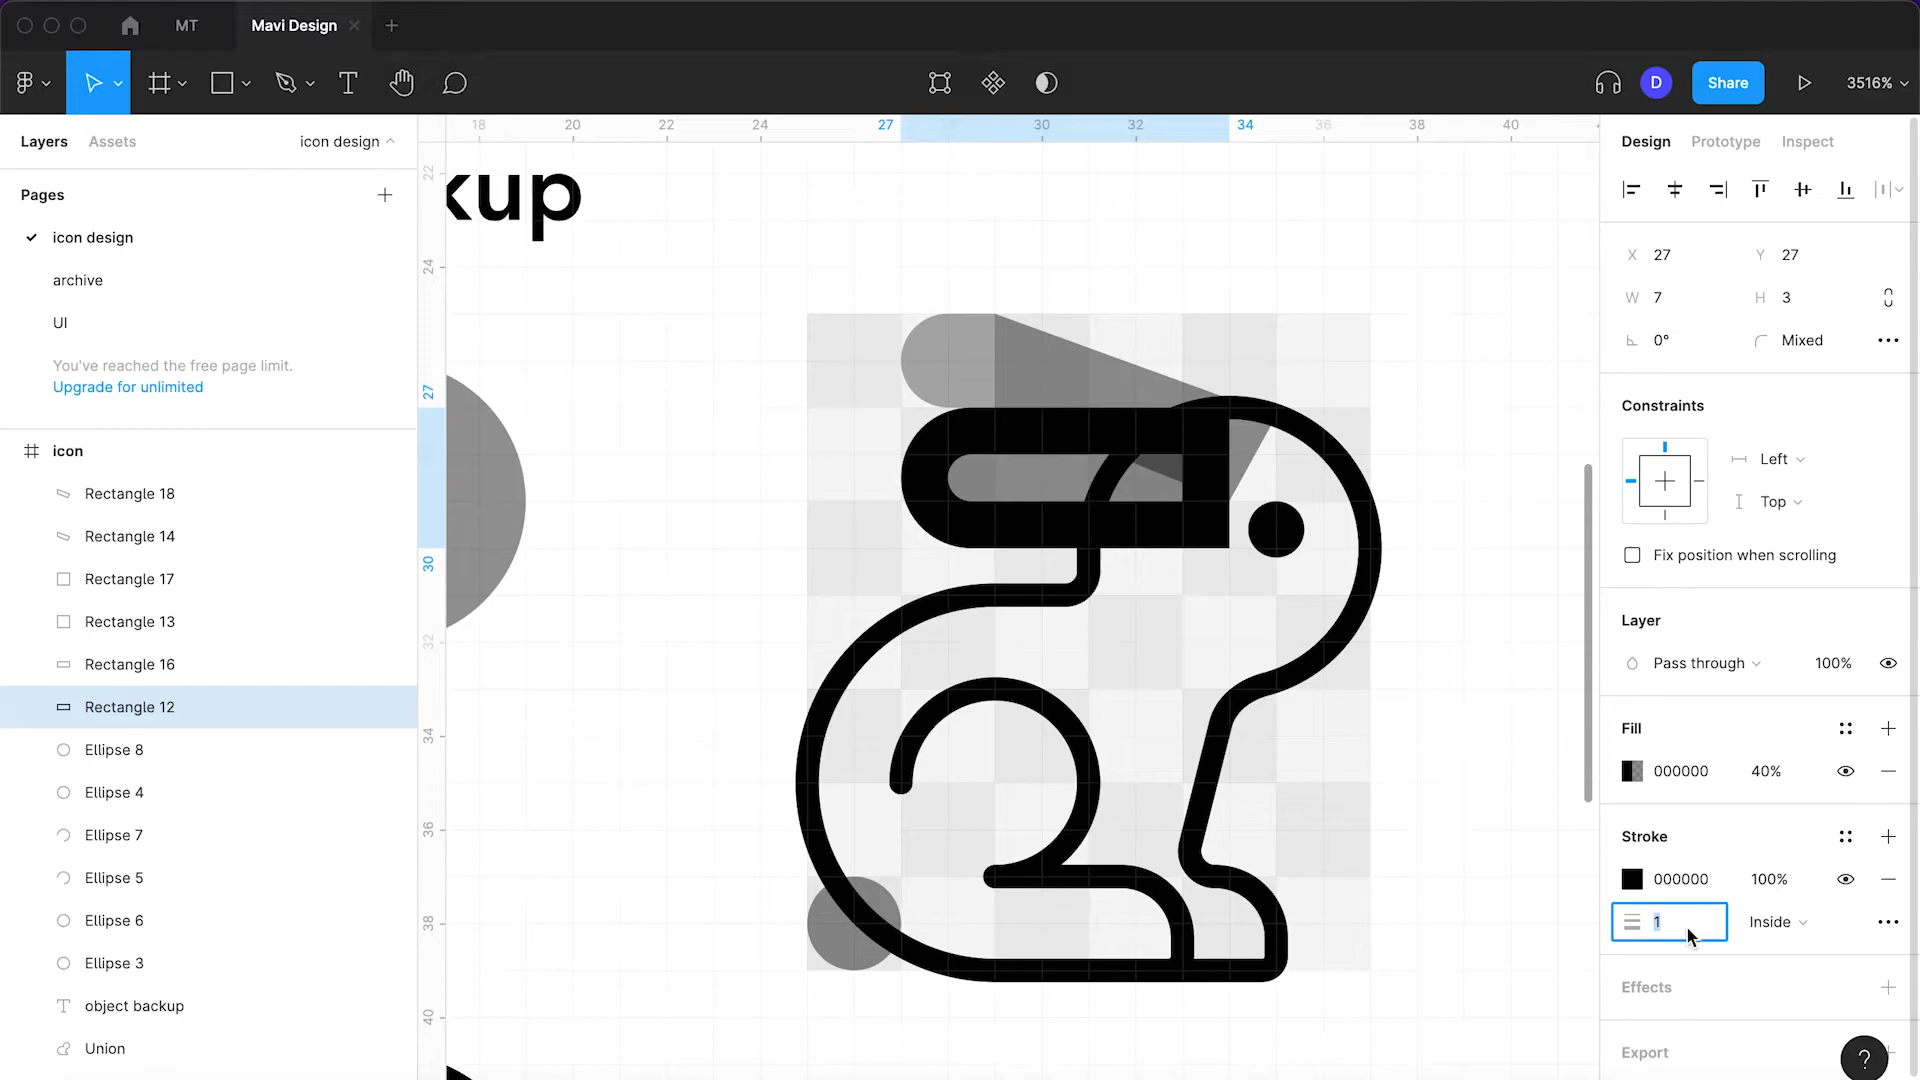 MT
Mavi Design
D
Share
3516%
Layers
Assets
icon design
Pages
icon design
archive
UI
You've reached the free page limit.
Upgrade for unlimited
icon
Rectangle 18
Rectangle 14
Rectangle 17
Rectangle 13
Rectangle 16
Rectangle 12
Ellipse 8
Ellipse 4
Ellipse 7
Ellipse 5
Ellipse 6
Ellipse 3
object backup
Union
18 20 22 24 27 28 30 32 34 36 38 40
22
24
27
30
32
34
36
38
40
kup
Design
Prototype
Inspect
X 27
Y 27
W 7
H 3
0°
Mixed
Constraints
Left
Top
Fix position when scrolling
Layer
Pass through
100%
Fill
000000
40%
Stroke
000000
100%
1
Inside
Effects
Export
?